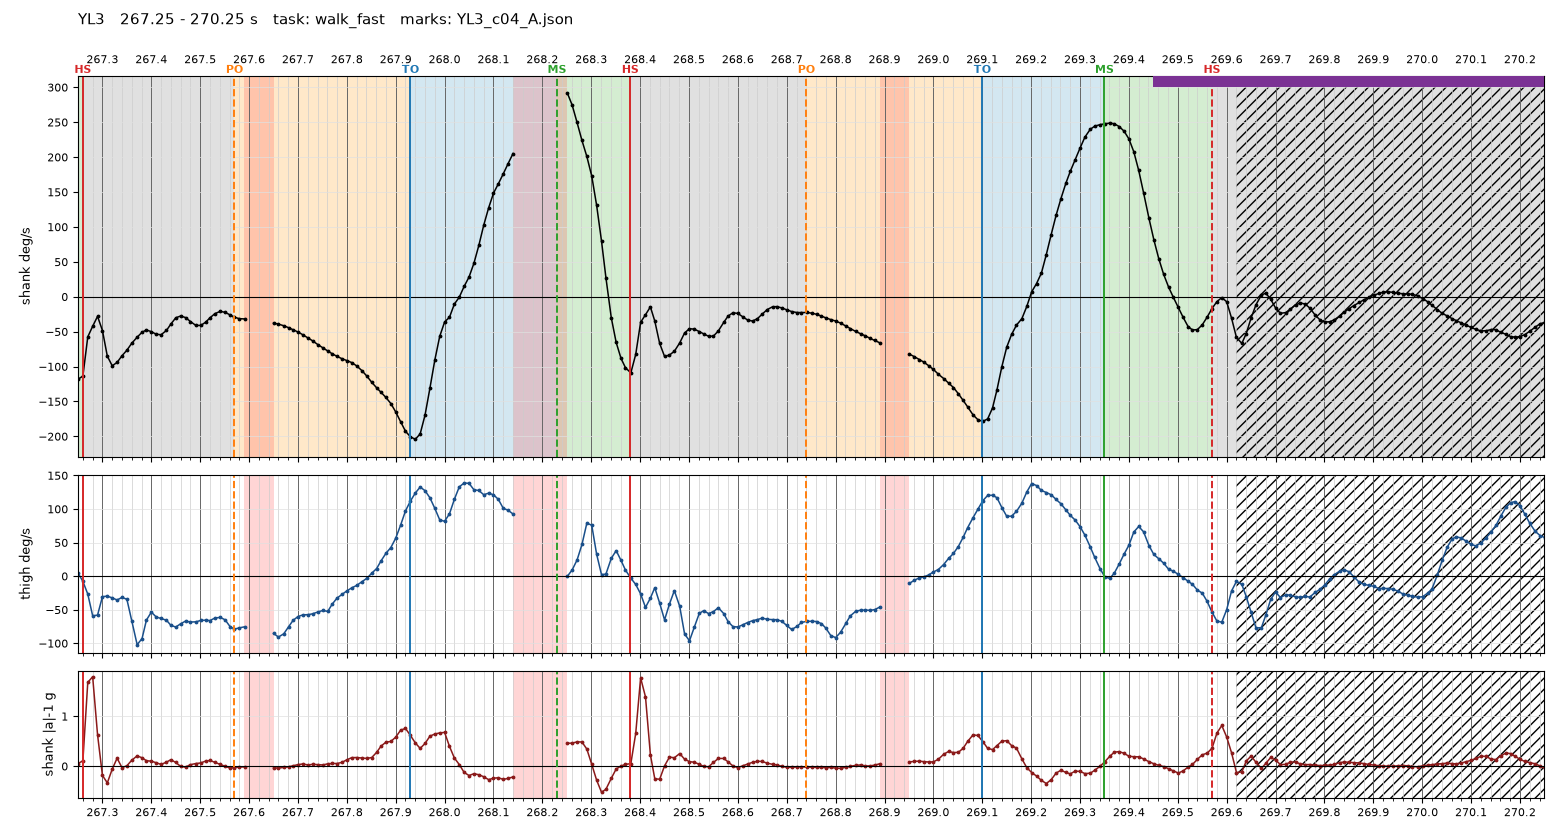 YL3   267.25 - 270.25 s   task: walk_fast   marks: YL3_c04_A.json
267.3 267.4 267.5 267.6 267.7 267.8 267.9 268.0 268.1 268.2 268.3 268.4 268.5 268.6 268.7 268.8 268.9 269.0 269.1 269.2 269.3 269.4 269.5 269.6 269.7 269.8 269.9 270.0 270.1 270.2
HS PO TO MS HS PO TO MS HS
shank deg/s
300
250
200
150
100
50
0
−50
−100
−150
−200
thigh deg/s
150
100
50
0
−50
−100
shank |a|-1 g
1
0
267.3 267.4 267.5 267.6 267.7 267.8 267.9 268.0 268.1 268.2 268.3 268.4 268.5 268.6 268.7 268.8 268.9 269.0 269.1 269.2 269.3 269.4 269.5 269.6 269.7 269.8 269.9 270.0 270.1 270.2